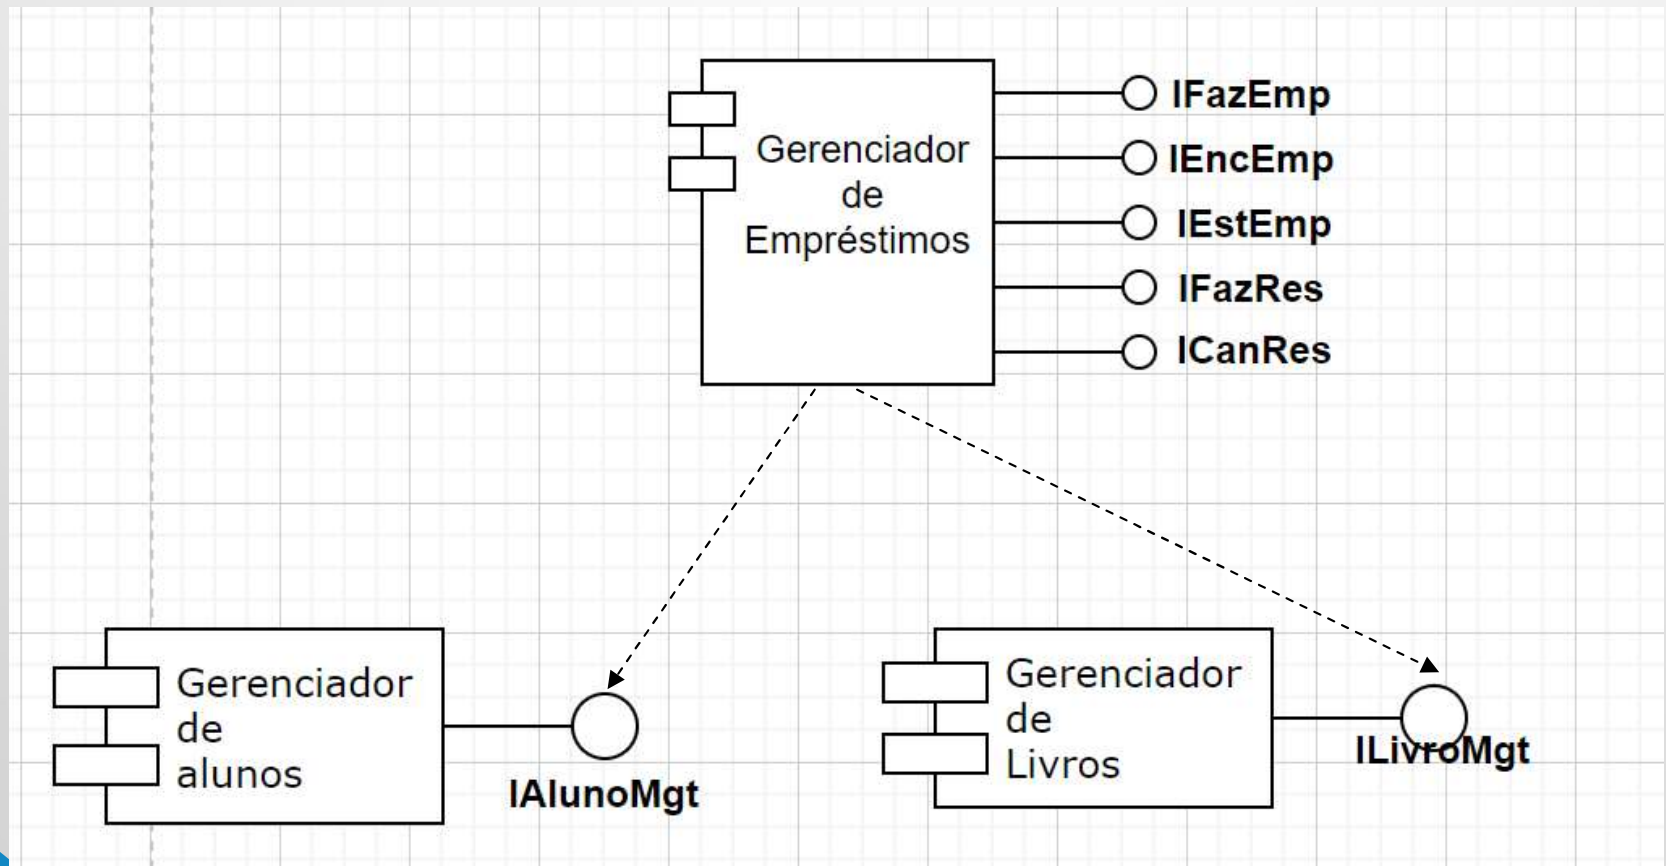 Gerenciador
de
Empréstimos
IFazEmp
IEncEmp
IEstEmp
IFazRes
ICanRes
Gerenciador
de
alunos
IAlunoMgt
Gerenciador
de
Livros
ILivroMgt